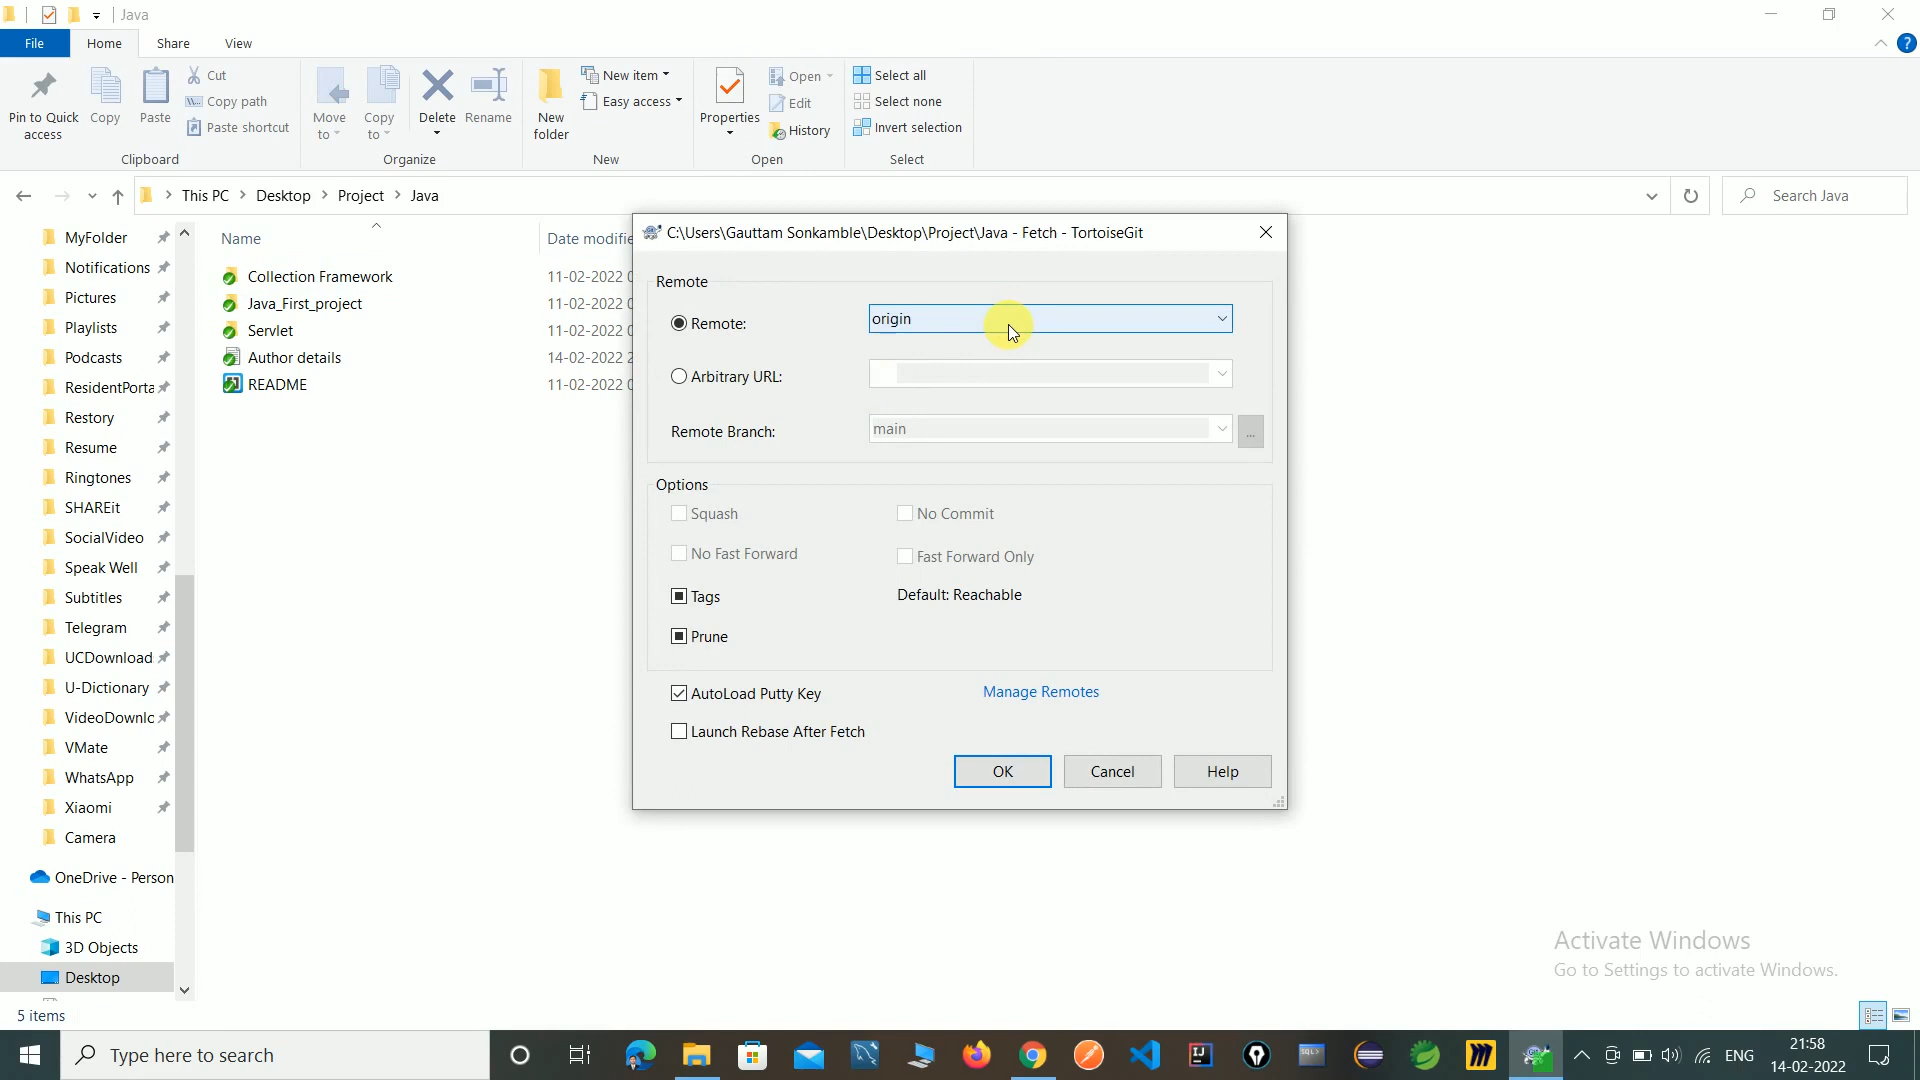 Java
File
Home
Share
View
Pin to Quick access
Copy
Paste
Cut
Copy path
Paste shortcut
Clipboard
Move to
Copy to
Delete
Rename
Organize
New folder
New item
Easy access
New
Properties
Open
Edit
History
Open
Select all
Select none
Invert selection
Select
This PC > Desktop > Project > Java
Search Java
MyFolder
Notifications
Pictures
Playlists
Podcasts
ResidentPorta
Restory
Resume
Ringtones
SHAREit
SocialVideo
Speak Well
Subtitles
Telegram
UCDownload
U-Dictionary
VideoDownlo
VMate
WhatsApp
Xiaomi
Camera
OneDrive - Person
This PC
3D Objects
Desktop
5 items
Name
Date modifie
Collection Framework
11-02-2022
Java_First_project
11-02-2022
Servlet
11-02-2022
Author details
14-02-2022 2
README
11-02-2022
C:\Users\Gauttam Sonkamble\Desktop\Project\Java - Fetch - TortoiseGit
Remote
Remote:
origin
Arbitrary URL:
Remote Branch:
main
...
Options
Squash
No Commit
No Fast Forward
Fast Forward Only
Tags
Default: Reachable
Prune
AutoLoad Putty Key
Manage Remotes
Launch Rebase After Fetch
OK
Cancel
Help
Activate Windows
Go to Settings to activate Windows.
Type here to search
ENG
21:58
14-02-2022